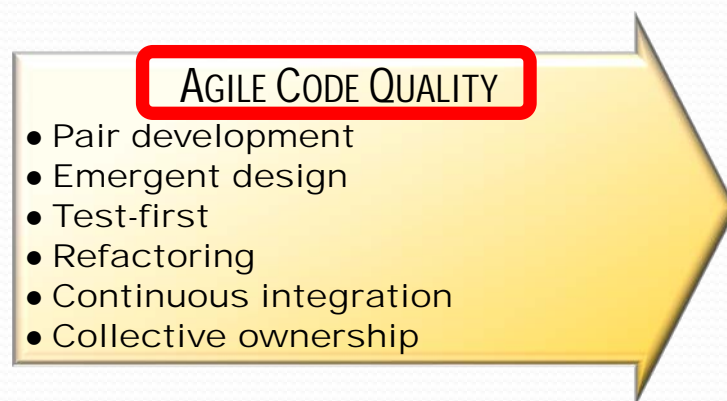 AGILE CODE QUALITY
• Pair development
• Emergent design
• Test-first
• Refactoring
• Continuous integration
• Collective ownership